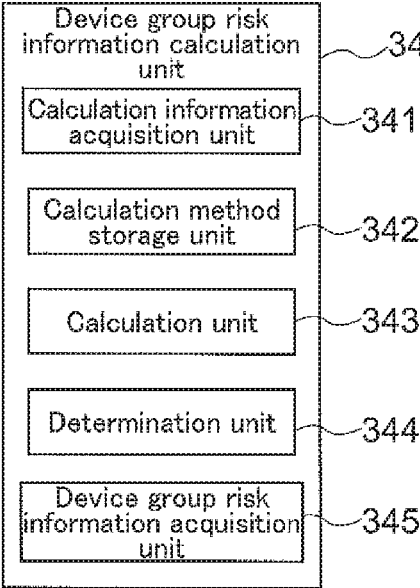 Device group risk
information calculation
unit
34
Calculation information
acquisition unit
341
Calculation method
storage unit
342
Calculation unit
343
Determination unit
344
Device group risk
information acquisition
unit
345